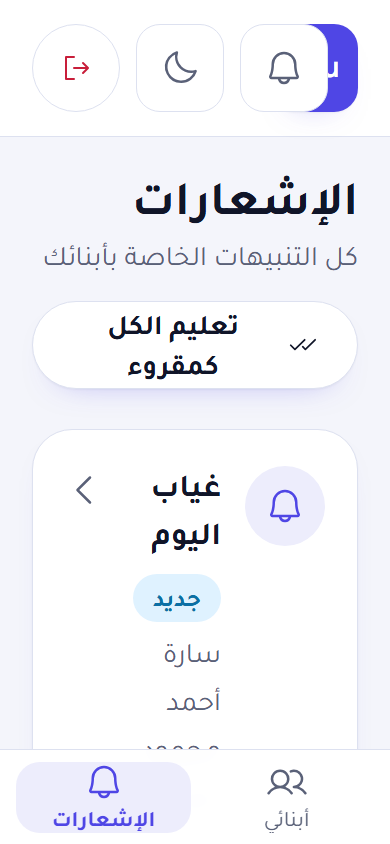 الإشعارات
كل التنبيهات الخاصة بأبنائك
تعليم الكل
كمقروء
غياب
اليوم
جديد
سارة
أحمد
أبنائي
الإشعارات